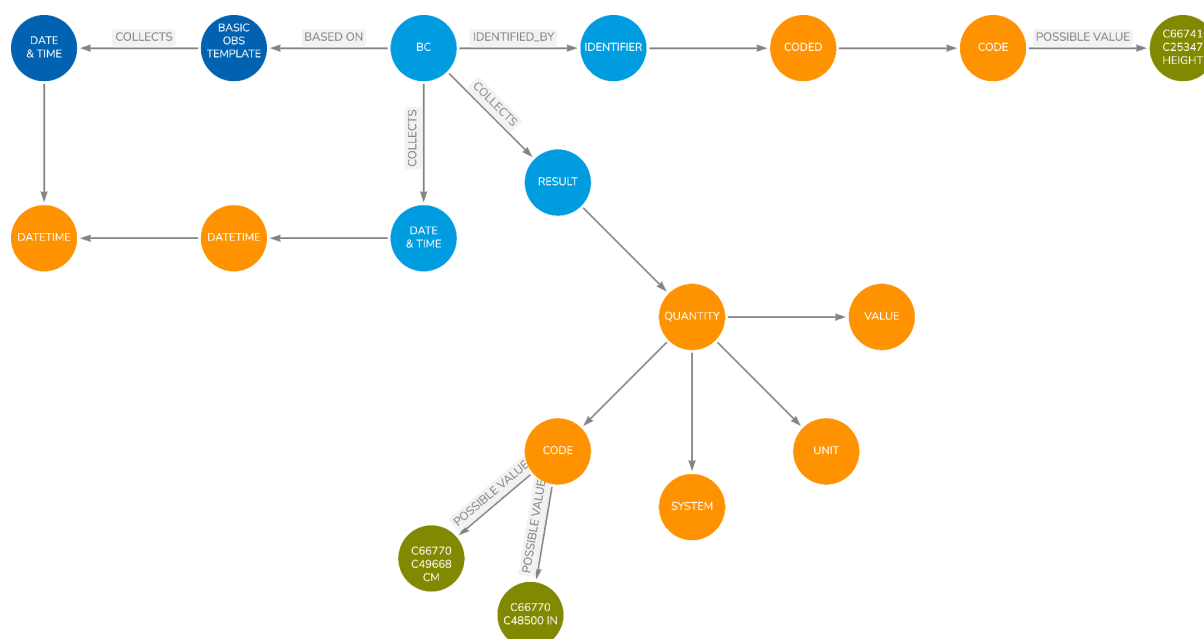 DATE
& TIME
COLLECTS
BASIC
OBS
TEMPLATE
BASED ON
BC
IDENTIFIED_BY
IDENTIFIER
CODED
CODE
POSSIBLE VALUE
C66741
C25347
HEIGHT
COLLECTS
COLLECTS
RESULT
DATETIME
DATETIME
DATE
& TIME
QUANTITY
VALUE
CODE
UNIT
POSSIBLE VALUE
POSSIBLE VALUE
SYSTEM
C66770
C49668
CM
C66770
C48500 IN